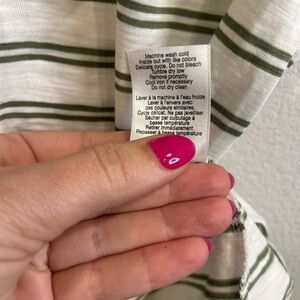 Machine wash cold
Inside out with like colors
Delicate cycle. Do not bleach
Tumble dry low
Remove promptly
Cool iron if necessary
Do not dry clean
Laver à la machine à l'eau froide
Laver à l'envers avec
des couleurs similaires.
Cycle délicat. Ne pas javelliser
Sécher par culbutage à
basse température
Retirer immédiatement
Repasser à basse température